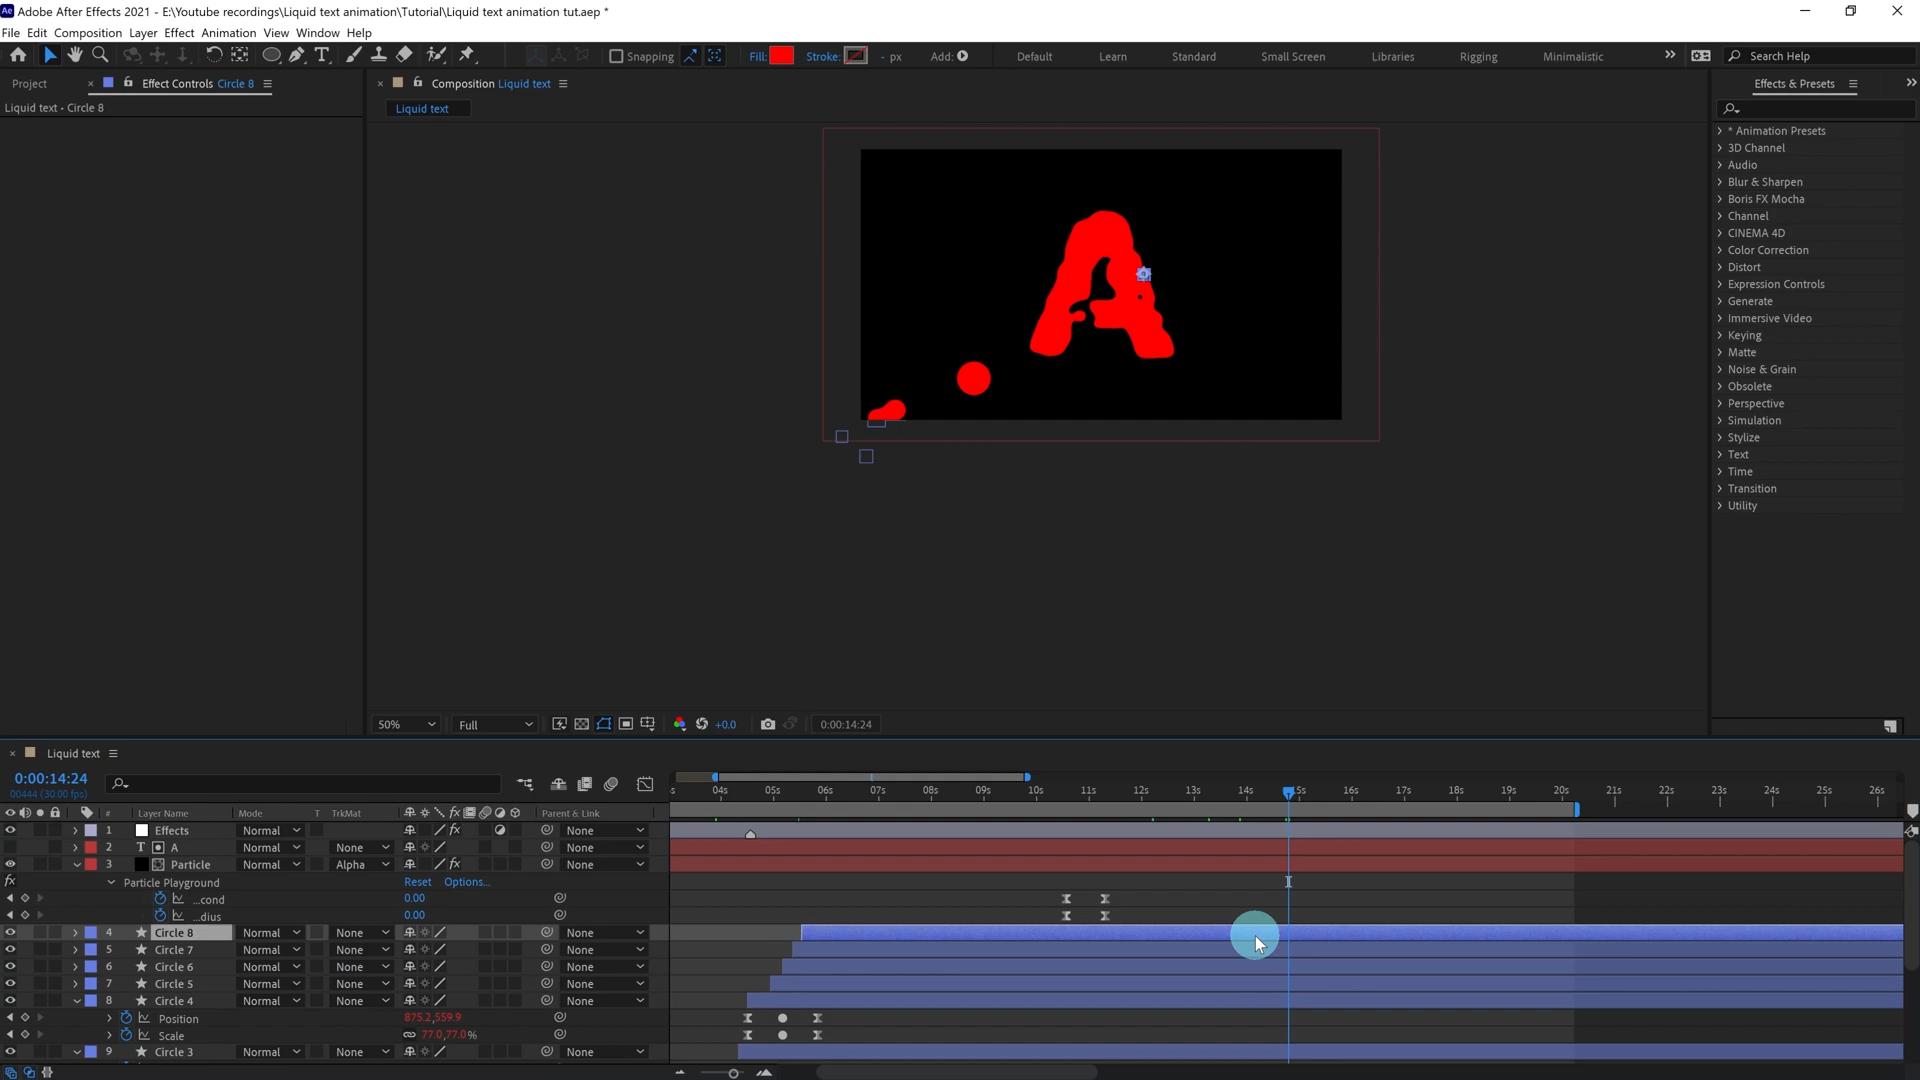 Adobe After Effects 2021 - E:\Youtube recordings\Liquid text animation\Tutorial\Liquid text animation tut.aep *
File Edit Composition Layer Effect Animation View Window Help
Snapping Fill: Stroke: - px Add: Default Learn Standard Small Screen Libraries Rigging Minimalistic Search Help
Project Effect Controls Circle 8 Composition Liquid text Effects & Presets
Liquid text • Circle 8
Liquid text
* Animation Presets
3D Channel
Audio
Blur & Sharpen
Boris FX Mocha
Channel
CINEMA 4D
Color Correction
Distort
Expression Controls
Generate
Immersive Video
Keying
Matte
Noise & Grain
Obsolete
Perspective
Simulation
Stylize
Text
Time
Transition
Utility
50% Full +0.0 0:00:14:24
Liquid text
0:00:14:24
00444 (30.00 fps)
s 04s 05s 06s 07s 08s 09s 10s 11s 12s 13s 14s 5s 16s 17s 18s 19s 20s 21s 22s 23s 24s 25s 26s
# Layer Name Mode T TrkMat Parent & Link
1 Effects Normal None
2 T A Normal None None
3 Particle Normal Alpha None
Particle Playground Reset Options...
...cond 0.00
...dius 0.00
4 Circle 8 Normal None None
5 Circle 7 Normal None None
6 Circle 6 Normal None None
7 Circle 5 Normal None None
8 Circle 4 Normal None None
Position 875.2,559.9
Scale 77.0,77.0%
9 Circle 3 Normal None None